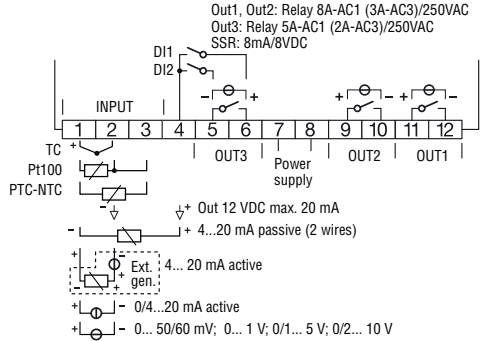 Out1, Out2: Relay 8A-AC1 (3A-AC3)/250VAC
Out3: Relay 5A-AC1 (2A-AC3)/250VAC
SSR: 8mA/8VDC
DI1
DI2
- + - + - +
INPUT
1 2 3 4 5 6 7 8 9 10 11 12
TC + -
OUT3 Power supply OUT2 OUT1
Pt100
PTC-NTC
- + Out 12 VDC max. 20 mA
- + 4...20 mA passive (2 wires)
+ - Ext. gen. - + 4... 20 mA active
+ - 0/4...20 mA active
+ - 0... 50/60 mV; 0... 1 V; 0/1... 5 V; 0/2... 10 V